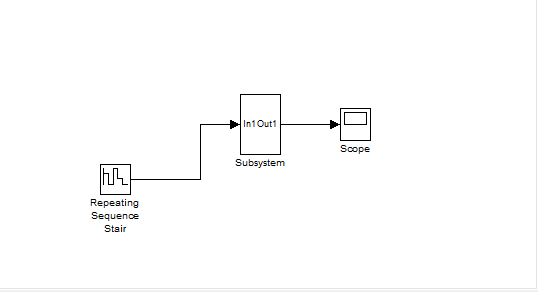 In1 Out1
Subsystem
Scope
Repeating
Sequence
Stair